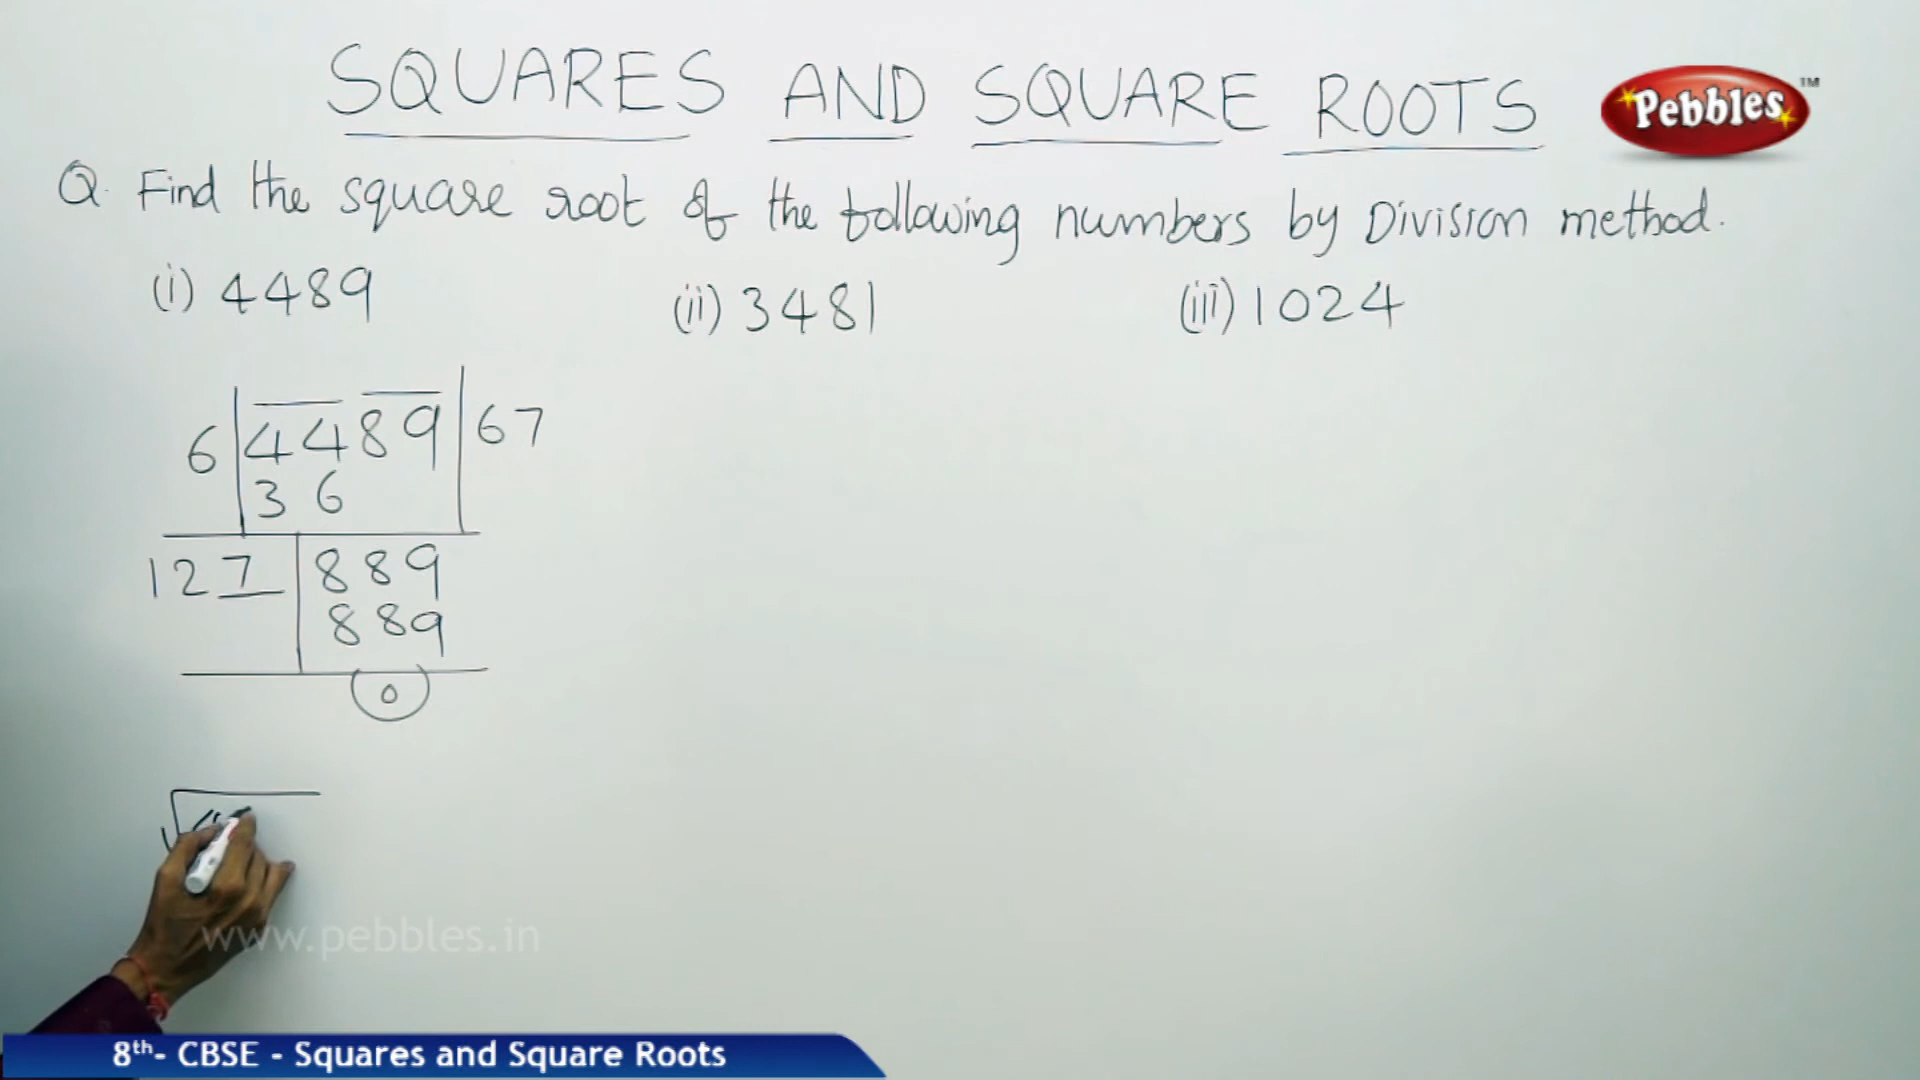 SQUARES AND SQUARE ROOTS
Pebbles™
Q. Find the square root of the following numbers by Division method.
(i) 4489 (ii) 3481 (iii) 1024
6 4489 67
36
127 889
889
0
www.pebbles.in
8th- CBSE - Squares and Square Roots